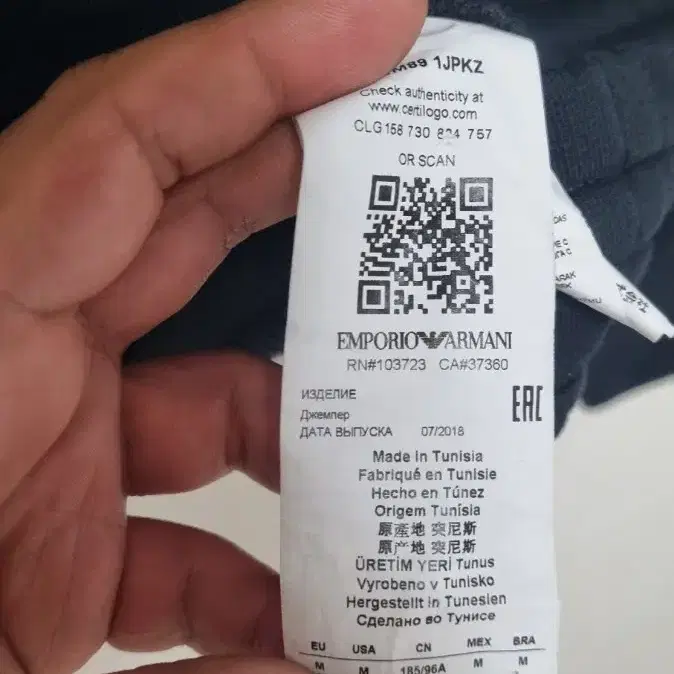 1JPKZ
Check authenticity at
www.certilogo.com
CLG 158 730 824 757
OR SCAN
EMPORIO ARMANI
RN#103723 CA#37360
ИЗДЕЛИЕ
Джемпер
EAC
ДАТА ВЫПУСКА 07/2018
Made in Tunisia
Fabriqué en Tunisie
Hecho en Túnez
Origem Tunísia
原產地 突尼斯
原产地 突尼斯
ÜRETİM YERİ Tunus
Vyrobeno v Tunisko
Hergestellt in Tunesien
Сделано во Тунисе
EU USA CN MEX BRA
M M 185/96A M M